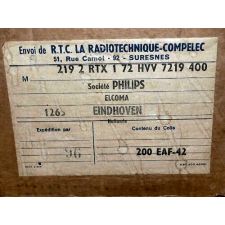 Envoi de R.T.C. LA RADIOTECHNIQUE-COMPELEC
51, Rue Carnot - 92 - SURESNES
219 2 RTX 1 72 HVV 7219 400
M
Société PHILIPS
ELCOMA
1265 EINDHOVEN
Hollande
Expédition par
Contenu du Colis
96
200 EAF-42